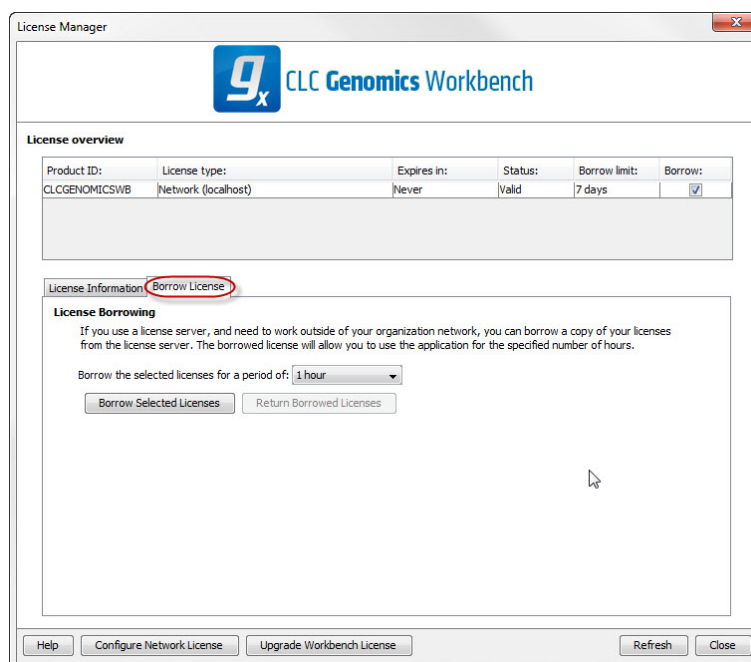 License Manager
gx CLC Genomics Workbench
License overview
Product ID: License type: Expires in: Status: Borrow limit: Borrow:
CLCGENOMICSWB Network (localhost) Never Valid 7 days
License Information Borrow License
License Borrowing
If you use a license server, and need to work outside of your organization network, you can borrow a copy of your licenses
from the license server. The borrowed license will allow you to use the application for the specified number of hours.
Borrow the selected licenses for a period of: 1 hour
Borrow Selected Licenses Return Borrowed Licenses
Help Configure Network License Upgrade Workbench License Refresh Close